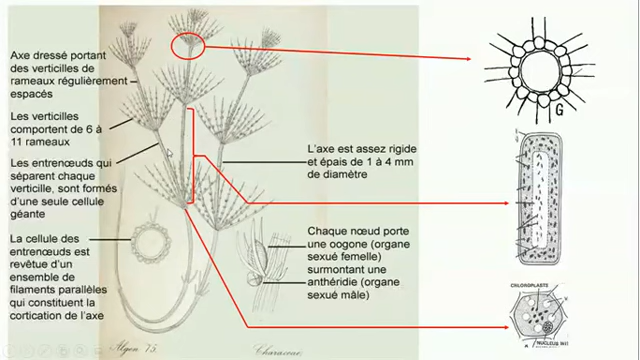 Axe dressé portant
des verticilles de
rameaux régulièrement
espacés
Les verticilles
comportent de 6 à
11 rameaux
Les entrenœuds qui
séparent chaque
verticille, sont formés
d'une seule cellule
géante
La cellule des
entrenœuds est
revêtue d'un
ensemble de
filaments parallèles
qui constituent la
cortication de l'axe
L'axe est assez rigide
et épais de 1 à 4 mm
de diamètre
Chaque nœud porte
une oogone (organe
sexué femelle)
surmontant une
anthéridie (organe
sexué mâle)
Algen 75.
Characeae.
G
CHLOROPLASTE
V.
NUCLEUS